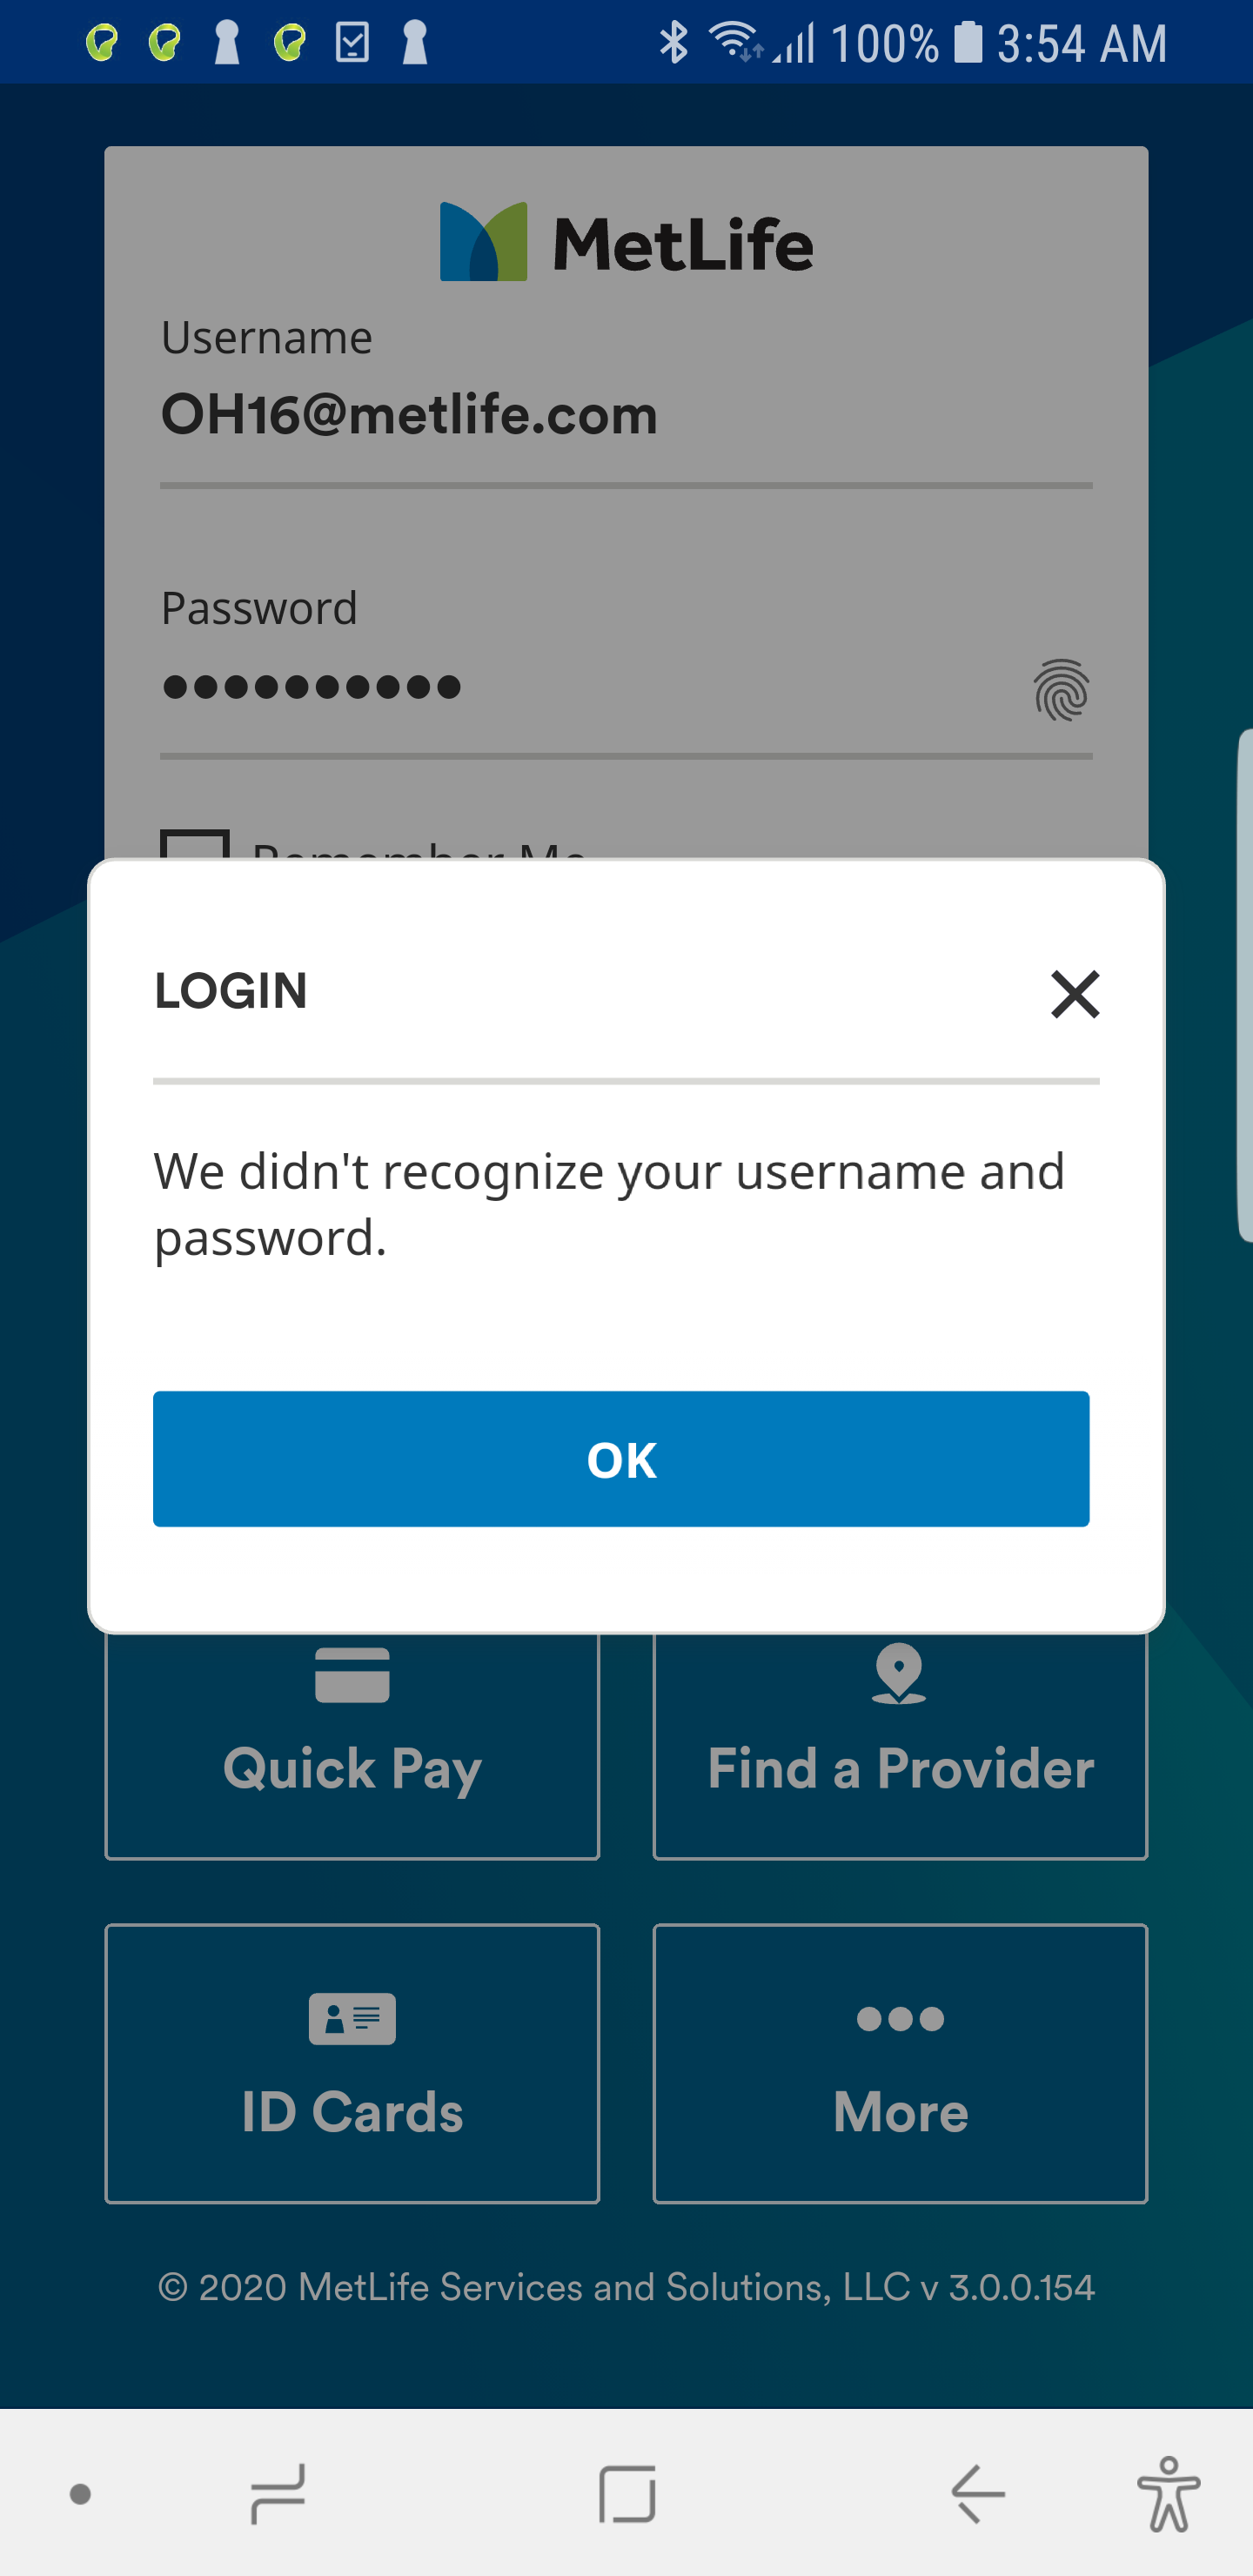 100% 3:54 AM
MetLife
Username
OH16@metlife.com
Password
Remember Me
LOGIN
We didn't recognize your username and
password.
OK
Quick Pay
Find a Provider
ID Cards
More
© 2020 MetLife Services and Solutions, LLC v 3.0.0.154